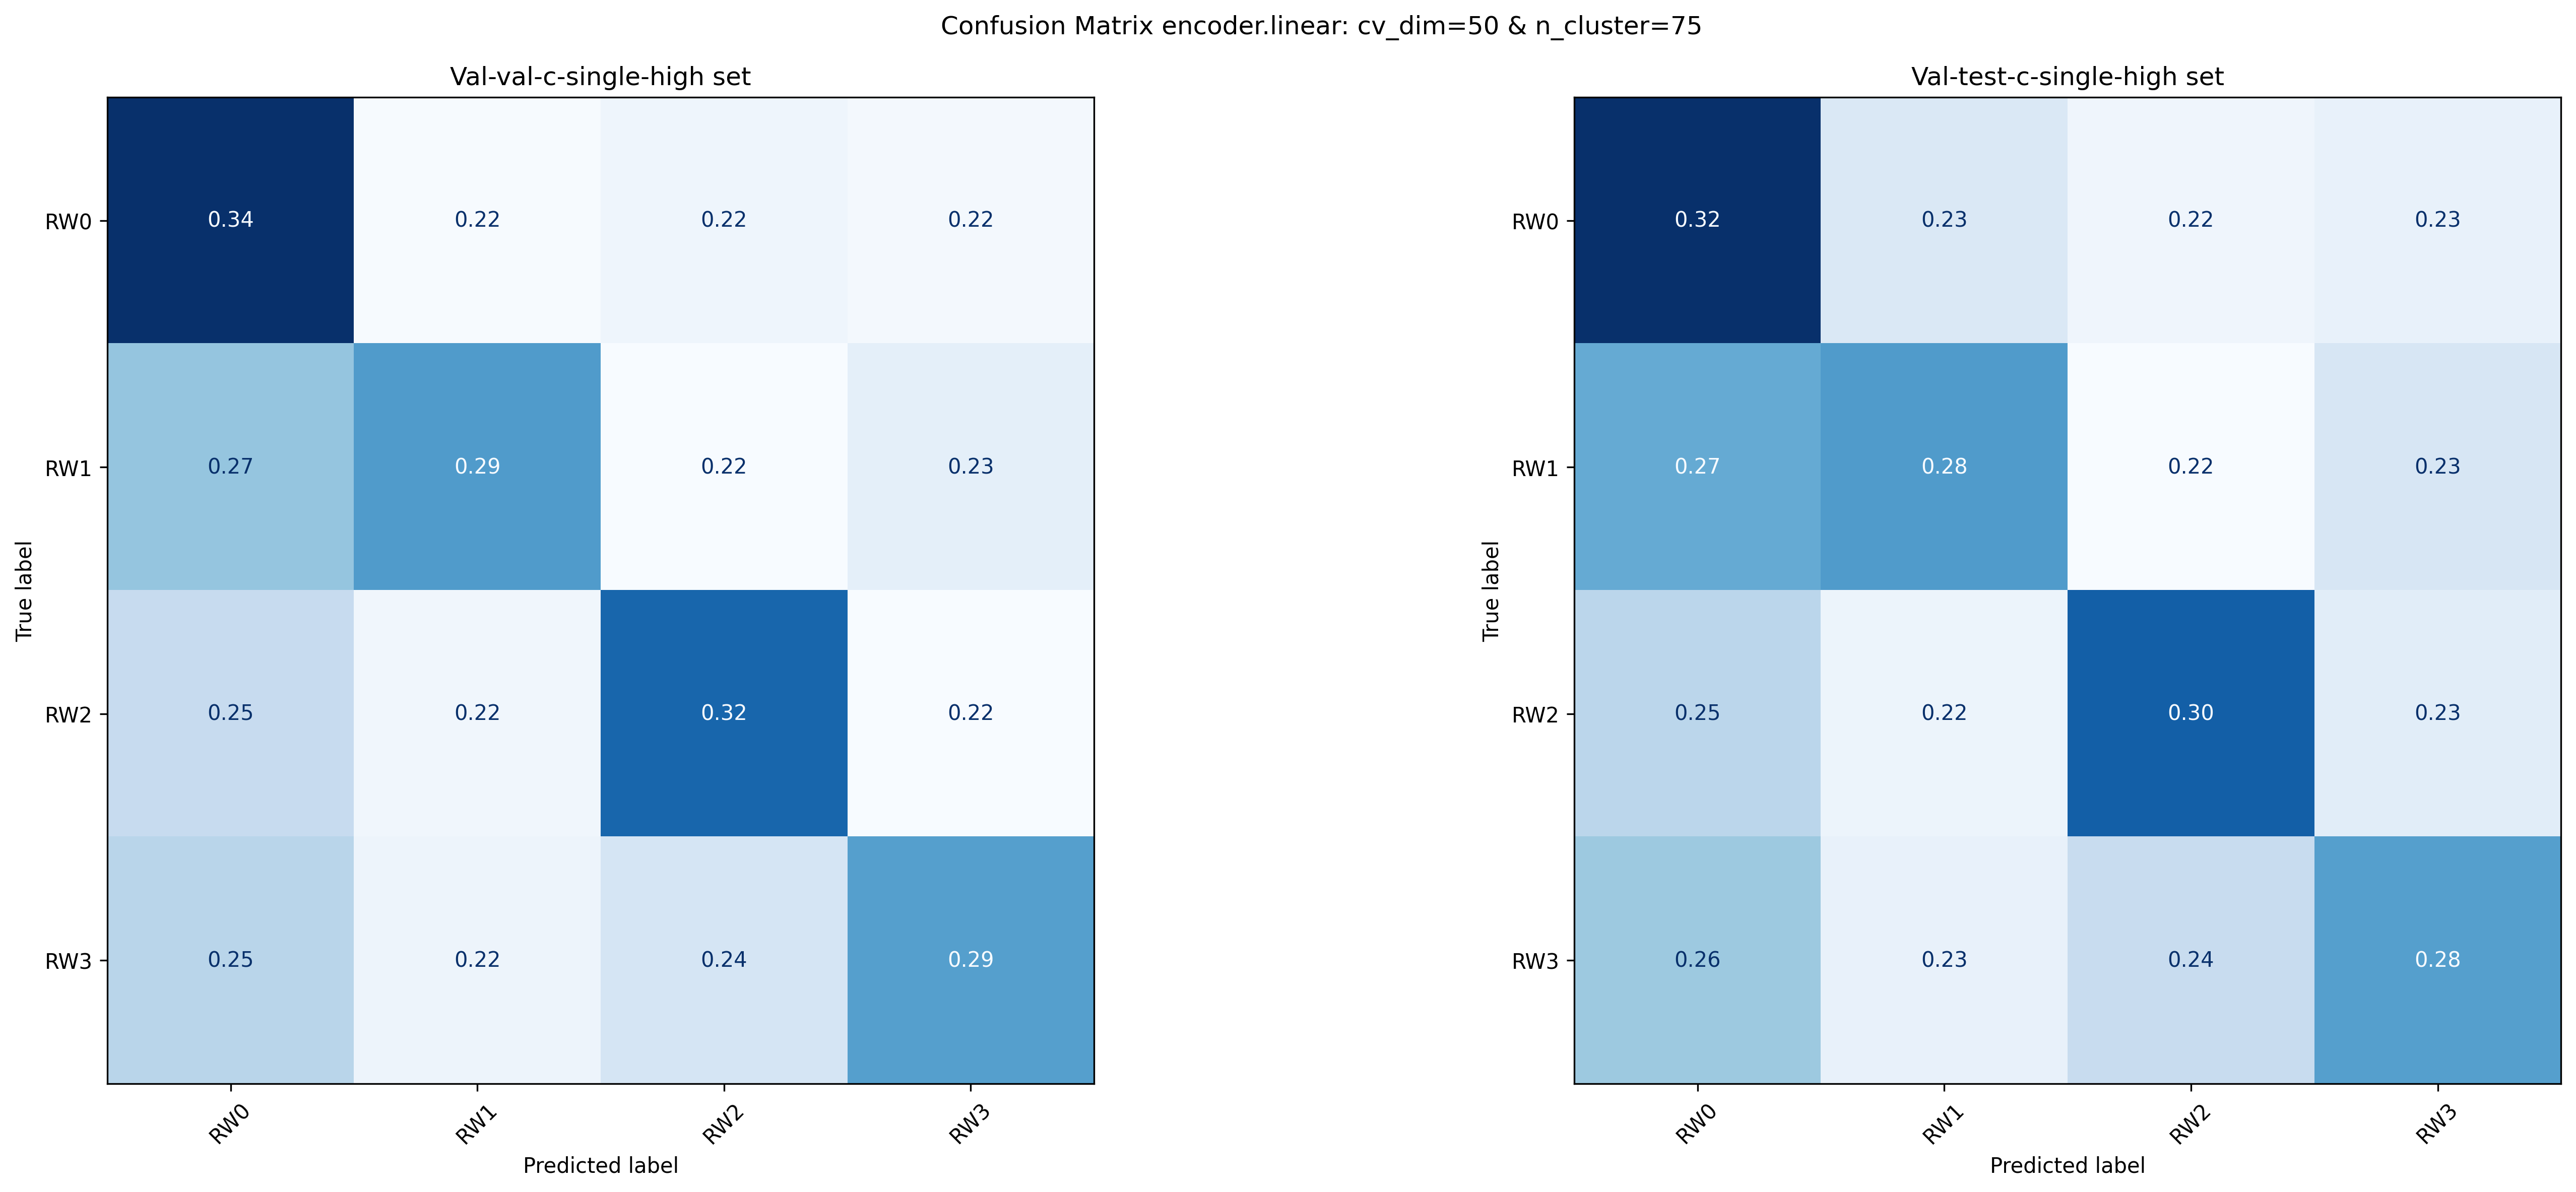 Confusion Matrix encoder.linear: cv_dim=50 & n_cluster=75
Val-val-c-single-high set
True label
RW0 0.34 0.22 0.22 0.22
RW1 0.27 0.29 0.22 0.23
RW2 0.25 0.22 0.32 0.22
RW3 0.25 0.22 0.24 0.29
RW0 RW1 RW2 RW3
Predicted label
Val-test-c-single-high set
True label
RW0 0.32 0.23 0.22 0.23
RW1 0.27 0.28 0.22 0.23
RW2 0.25 0.22 0.30 0.23
RW3 0.26 0.23 0.24 0.28
RW0 RW1 RW2 RW3
Predicted label